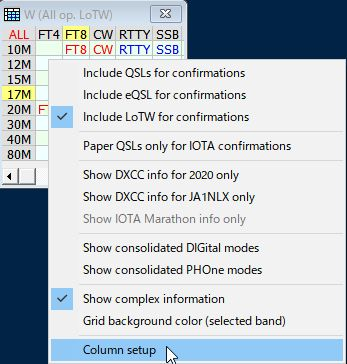 W (All op. LoTW)
ALL FT4 FT8 CW RTTY SSB
10M FT8 CW RTTY SSB
12M
15M
17M
20M
30M
40M
80M
Include QSLs for confirmations
Include eQSL for confirmations
Include LoTW for confirmations
Paper QSLs only for IOTA confirmations
Show DXCC info for 2020 only
Show DXCC info for JA1NLX only
Show IOTA Marathon info only
Show consolidated DIGital modes
Show consolidated PHOne modes
Show complex information
Grid background color (selected band)
Column setup